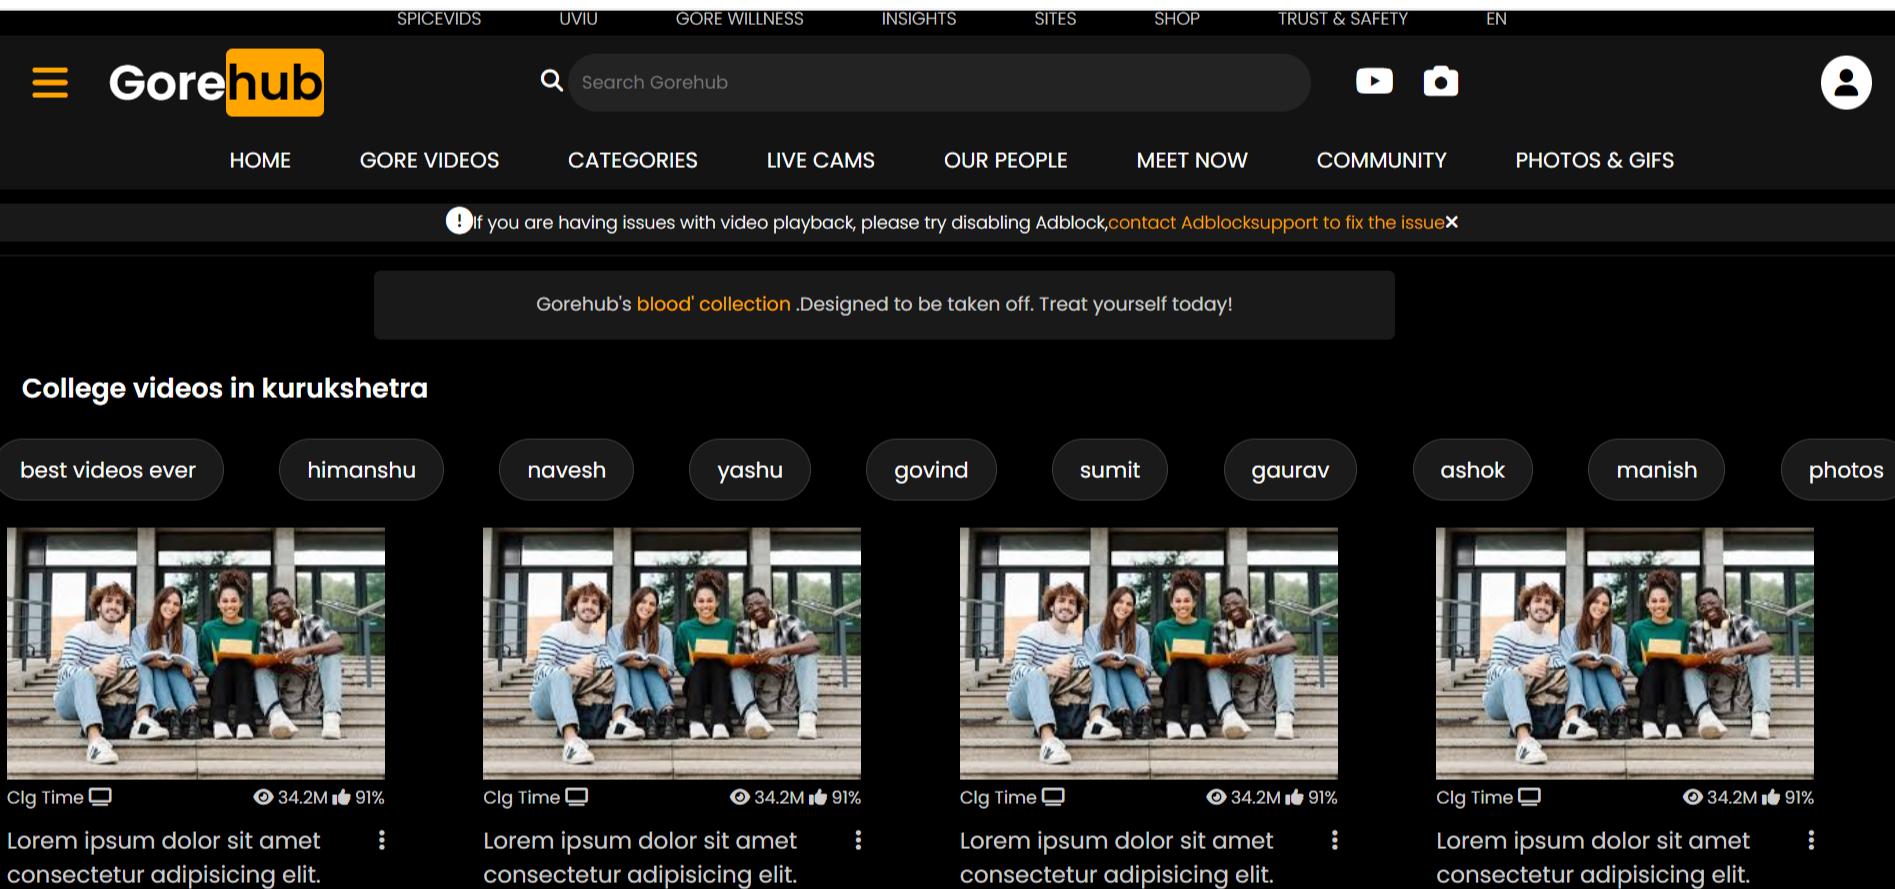 SPICEVIDS UVIU GORE WILLNESS INSIGHTS SITES SHOP TRUST & SAFETY EN
Gorehub Search Gorehub
HOME GORE VIDEOS CATEGORIES LIVE CAMS OUR PEOPLE MEET NOW COMMUNITY PHOTOS & GIFS
If you are having issues with video playback, please try disabling Adblock,contact Adblocksupport to fix the issue
Gorehub's blood' collection .Designed to be taken off. Treat yourself today!
College videos in kurukshetra
best videos ever himanshu navesh yashu govind sumit gaurav ashok manish photos
Clg Time 34.2M 91% Clg Time 34.2M 91% Clg Time 34.2M 91% Clg Time 34.2M 91%
Lorem ipsum dolor sit amet Lorem ipsum dolor sit amet Lorem ipsum dolor sit amet Lorem ipsum dolor sit amet
consectetur adipisicing elit. consectetur adipisicing elit. consectetur adipisicing elit. consectetur adipisicing elit.